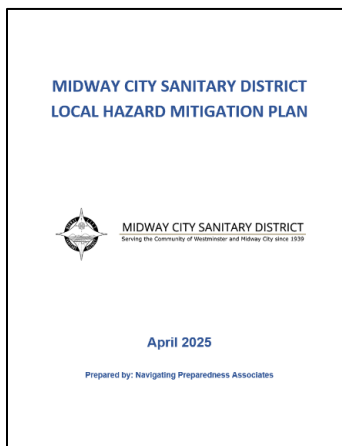 MIDWAY CITY SANITARY DISTRICT
LOCAL HAZARD MITIGATION PLAN
MIDWAY CITY SANITARY DISTRICT
Serving the Community of Westminster and Midway City since 1939
April 2025
Prepared by: Navigating Preparedness Associates